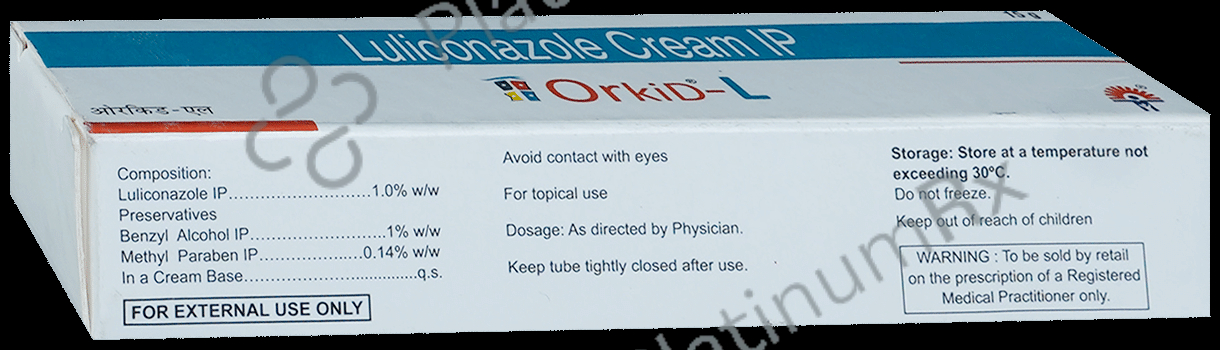 15 g
Luliconazole Cream IP
OrkiD®-L
ओरकिड-एल
Composition:
Luliconazole IP..............................1.0% w/w
Preservatives
Benzyl Alcohol IP.............................1% w/w
Methyl Paraben IP......................0.14% w/w
In a Cream Base....................................q.s.
FOR EXTERNAL USE ONLY
Avoid contact with eyes
For topical use
Dosage: As directed by Physician.
Keep tube tightly closed after use.
Storage: Store at a temperature not
exceeding 30ºC.
Do not freeze.
Keep out of reach of children
WARNING : To be sold by retail
on the prescription of a Registered
Medical Practitioner only.
PlatinumRx